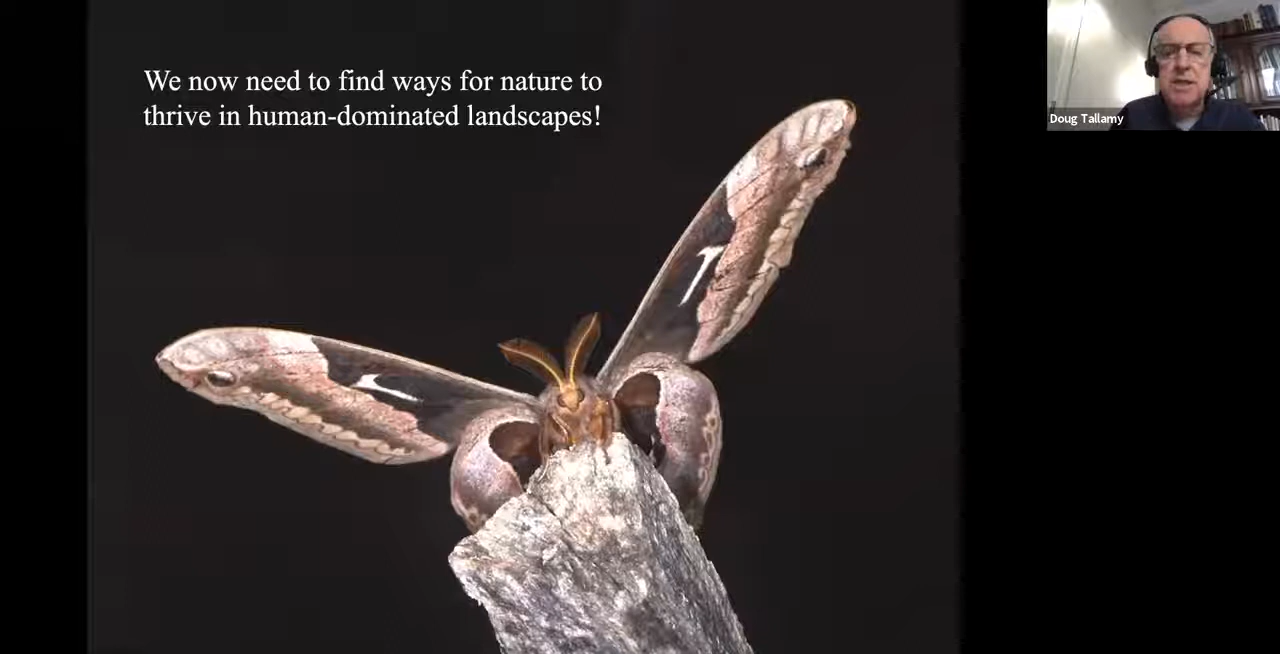 We now need to find ways for nature to
thrive in human-dominated landscapes!
Doug Tallamy